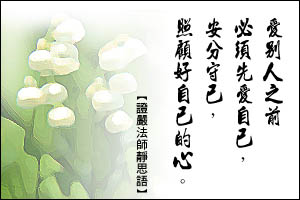 愛別人之前
必須先愛自己，
安分守己，
照顧好自己的心。
【證嚴法師靜思語】